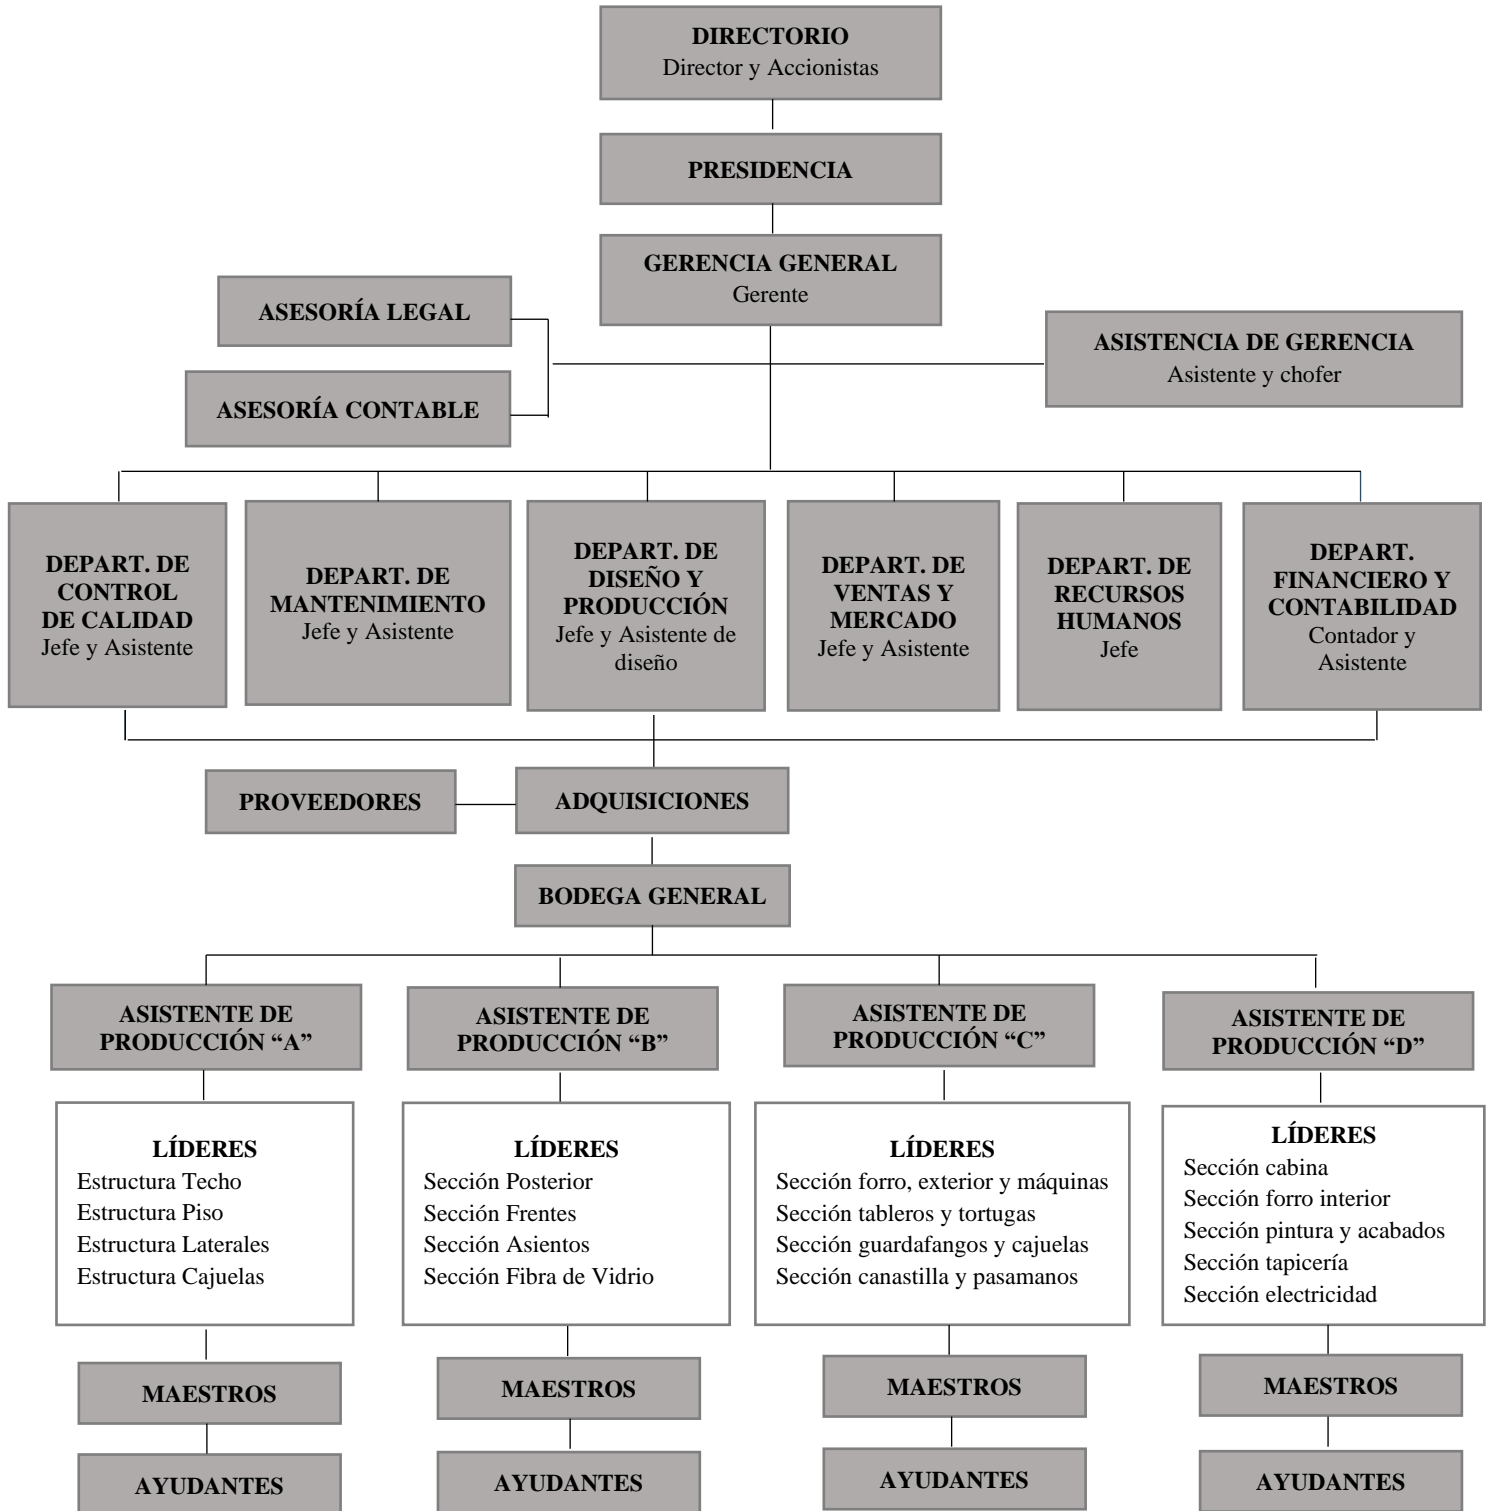 DIRECTORIO
Director y Accionistas
PRESIDENCIA
GERENCIA GENERAL
Gerente
ASESORÍA LEGAL
ASISTENCIA DE GERENCIA
Asistente y chofer
ASESORÍA CONTABLE
DEPART. DE
CONTROL
DE CALIDAD
Jefe y Asistente
DEPART. DE
MANTENIMIENTO
Jefe y Asistente
DEPART. DE
DISEÑO Y
PRODUCCIÓN
Jefe y Asistente de
diseño
DEPART. DE
VENTAS Y
MERCADO
Jefe y Asistente
DEPART. DE
RECURSOS
HUMANOS
Jefe
DEPART.
FINANCIERO Y
CONTABILIDAD
Contador y
Asistente
PROVEEDORES
ADQUISICIONES
BODEGA GENERAL
ASISTENTE DE
PRODUCCIÓN “A”
ASISTENTE DE
PRODUCCIÓN “B”
ASISTENTE DE
PRODUCCIÓN “C”
ASISTENTE DE
PRODUCCIÓN “D”
LÍDERES
Estructura Techo
Estructura Piso
Estructura Laterales
Estructura Cajuelas
LÍDERES
Sección Posterior
Sección Frentes
Sección Asientos
Sección Fibra de Vidrio
LÍDERES
Sección forro, exterior y máquinas
Sección tableros y tortugas
Sección guardafangos y cajuelas
Sección canastilla y pasamanos
LÍDERES
Sección cabina
Sección forro interior
Sección pintura y acabados
Sección tapicería
Sección electricidad
MAESTROS
MAESTROS
MAESTROS
MAESTROS
AYUDANTES
AYUDANTES
AYUDANTES
AYUDANTES